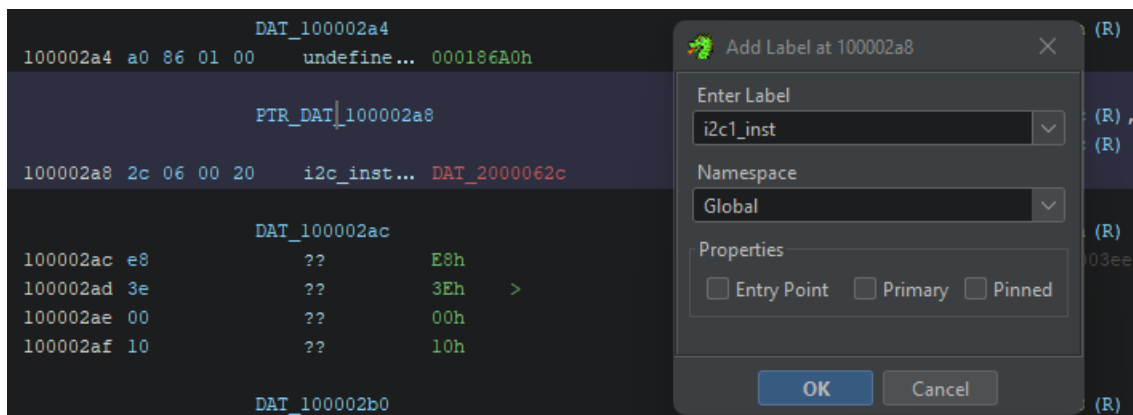 DAT_100002a4
(R)
100002a4 a0 86 01 00 undefine... 000186A0h
PTR_DAT_100002a8
(R),
(R)
100002a8 2c 06 00 20 i2c_inst... DAT_2000062c
DAT_100002ac
(R)
100002ac e8 ?? E8h
003ee
100002ad 3e ?? 3Eh >
100002ae 00 ?? 00h
100002af 10 ?? 10h
DAT_100002b0
(R)
Add Label at 100002a8
Enter Label
i2c1_inst
Namespace
Global
Properties
Entry Point Primary Pinned
OK Cancel